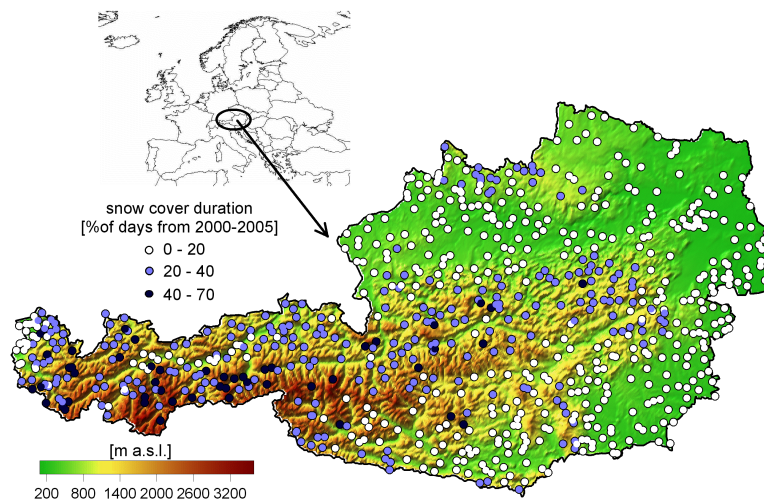 snow cover duration
[%of days from 2000-2005]
0 - 20
20 - 40
40 - 70
[m a.s.l.]
200 800 1400 2000 2600 3200